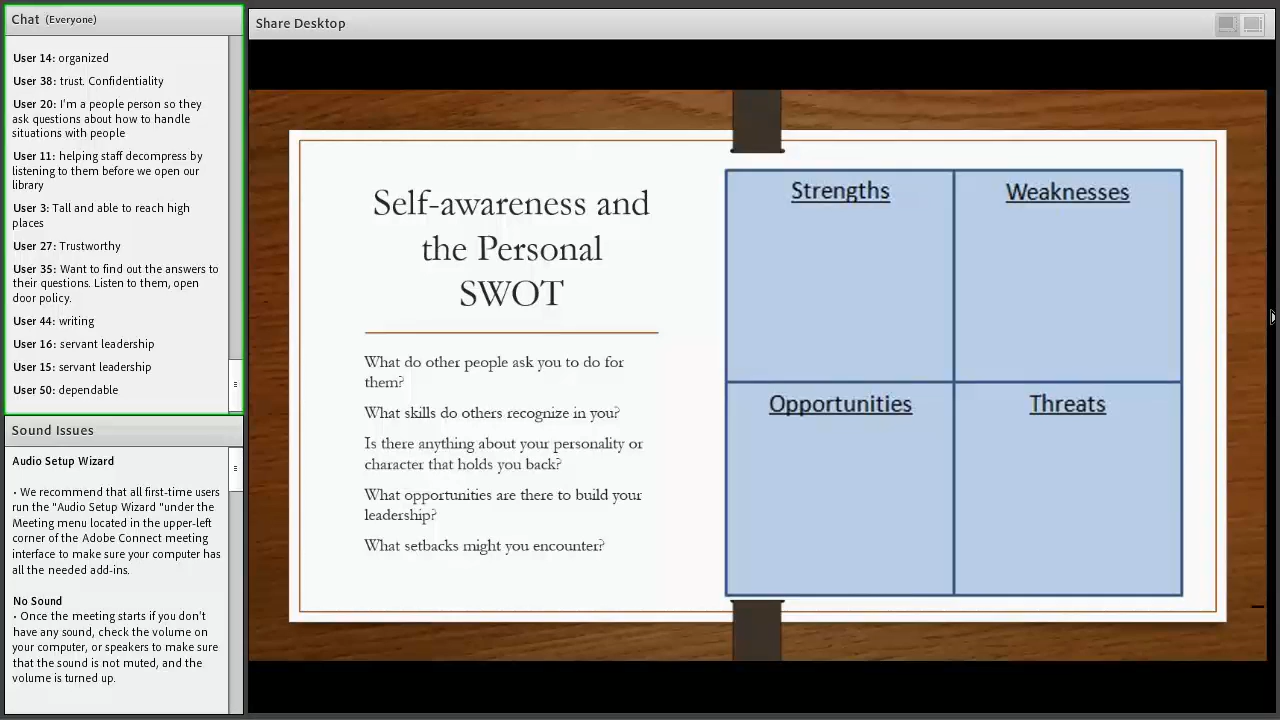 Chat (Everyone)
User 14: organized
User 38: trust. Confidentiality
User 20: I'm a people person so they
ask questions about how to handle
situations with people
User 11: helping staff decompress by
listening to them before we open our
library
User 3: Tall and able to reach high
places
User 27: Trustworthy
User 35: Want to find out the answers to
their questions. Listen to them, open
door policy.
User 44: writing
User 16: servant leadership
User 15: servant leadership
User 50: dependable
Sound Issues
Audio Setup Wizard
• We recommend that all first-time users
run the "Audio Setup Wizard "under the
Meeting menu located in the upper-left
corner of the Adobe Connect meeting
interface to make sure your computer has
all the needed add-ins.
No Sound
• Once the meeting starts if you don't
have any sound, check the volume on
your computer, or speakers to make sure
that the sound is not muted, and the
volume is turned up.
Share Desktop
Self-awareness and
the Personal
SWOT
What do other people ask you to do for
them?
What skills do others recognize in you?
Is there anything about your personality or
character that holds you back?
What opportunities are there to build your
leadership?
What setbacks might you encounter?
Strengths
Weaknesses
Opportunities
Threats